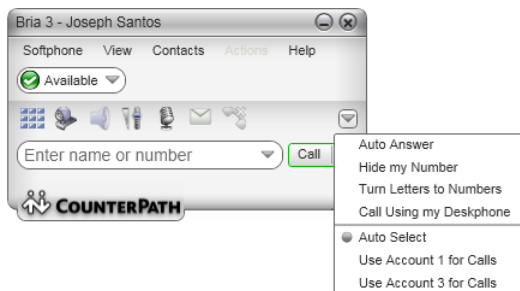 Bria 3 - Joseph Santos
Softphone View Contacts Actions Help
Available
Enter name or number Call
Auto Answer
Hide my Number
Turn Letters to Numbers
Call Using my Deskphone
Auto Select
Use Account 1 for Calls
Use Account 3 for Calls
COUNTERPATH